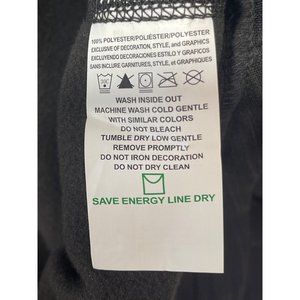 100% POLYESTER/POLIÉSTER/POLYESTER
EXCLUSIVE OF DECORATION, STYLE, and GRAPHICS
EXCLUYENDO DECORACIONES ESTILO Y GRAFICOS
SANS INCLURE GARNITURES, STYLE, et GRAPHIQUES
WASH INSIDE OUT
MACHINE WASH COLD GENTLE
WITH SIMILAR COLORS
DO NOT BLEACH
TUMBLE DRY LOW GENTLE
REMOVE PROMPTLY
DO NOT IRON DECORATION
DO NOT DRY CLEAN
SAVE ENERGY LINE DRY